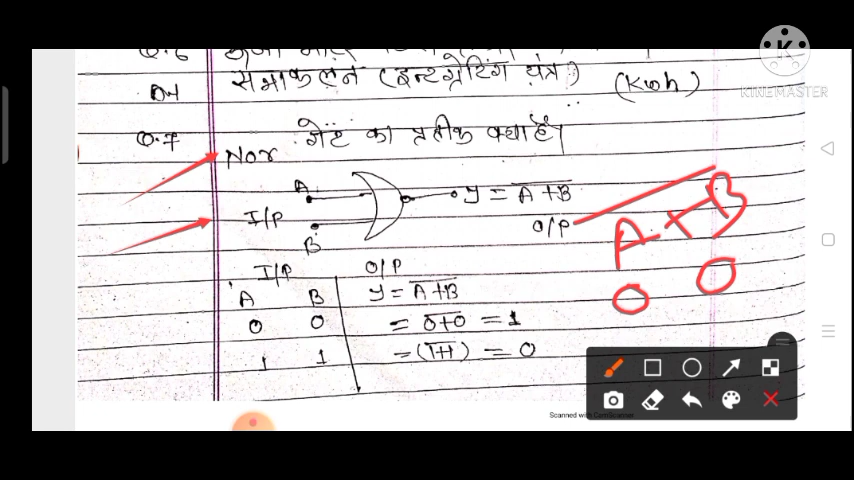 समाकलन (इन्टग्रेटिंग यंत्र) (Kwh)
Q.7 Nor गेट का प्रतीक क्या है।
A
I/P
B
Y = A̅ ̅+̅ ̅B̅
O/P
A̅ ̅+̅ ̅B̅
0 0
I/P O/P
A B Y = A̅ ̅+̅ ̅B̅
0 0 = 0̅ ̅+̅ ̅0̅ = 1
1 1 = (1̅ ̅+̅ ̅1̅) = 0
K
KINEMASTER
Scanned with CamScanner